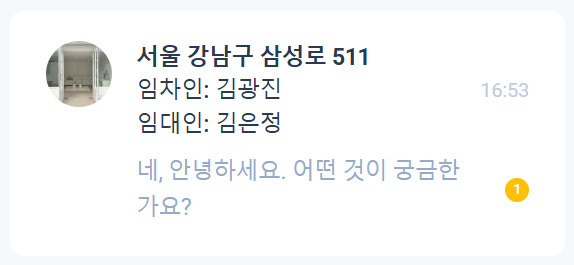 서울 강남구 삼성로 511
임차인: 김광진
16:53
임대인: 김은정
네, 안녕하세요. 어떤 것이 궁금한
가요?
1